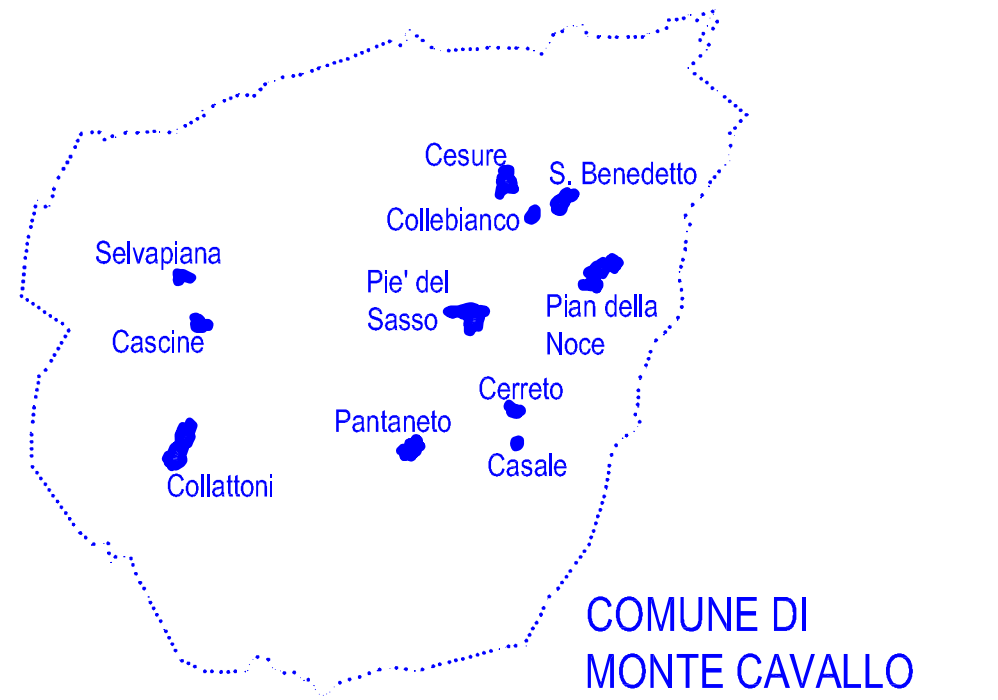 Cesure
S. Benedetto
Collebianco
Selvapiana
Pie' del
Sasso
Pian della
Noce
Cascine
Cerreto
Pantaneto
Casale
Collattoni
COMUNE DI
MONTE CAVALLO